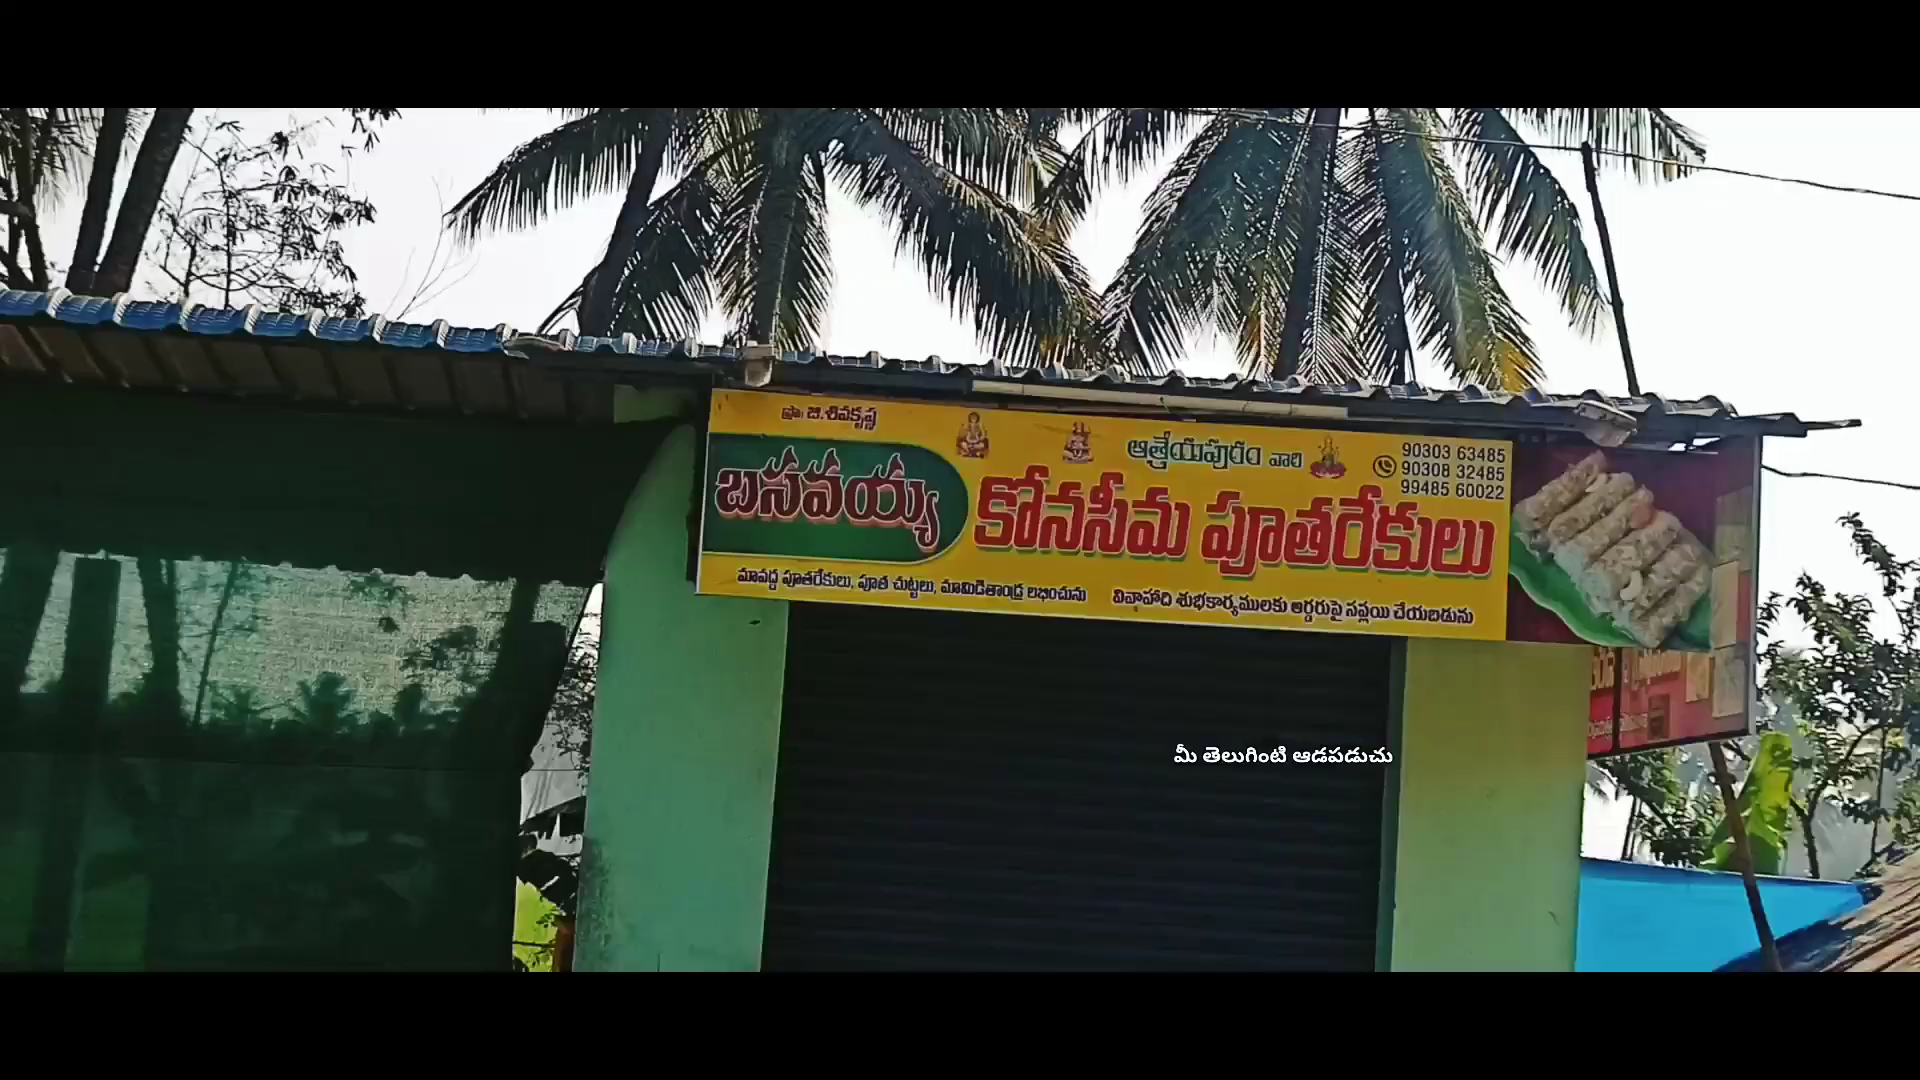 ప్రొ॥ జి.శివకృష్ణ
బసవయ్య
ఆత్రేయపురం వారి
కోనసీమ పూతరేకులు
90303 63485
90308 32485
99485 60022
మావద్ద పూతరేకులు, పూత చుట్టలు, మామిడితాండ్ర లభించును
వివాహాది శుభకార్యములకు ఆర్డరుపై సప్లయి చేయబడును
మీ తెలుగింటి ఆడపడుచు